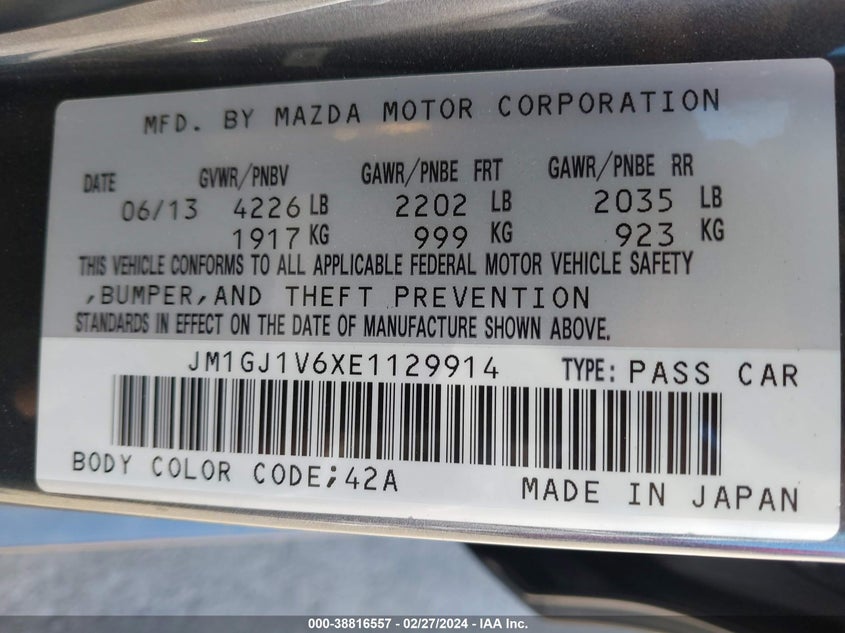 MFD. BY MAZDA MOTOR CORPORATION
DATE GVWR/PNBV GAWR/PNBE FRT GAWR/PNBE RR
06/13 4226 LB 2202 LB 2035 LB
1917 KG 999 KG 923 KG
THIS VEHICLE CONFORMS TO ALL APPLICABLE FEDERAL MOTOR VEHICLE SAFETY
,BUMPER,AND THEFT PREVENTION
STANDARDS IN EFFECT ON THE DATE OF MANUFACTURE SHOWN ABOVE.
JM1GJ1V6XE1129914 TYPE: PASS CAR
BODY COLOR CODE;42A
MADE IN JAPAN
000-38816557 - 02/27/2024 - IAA Inc.